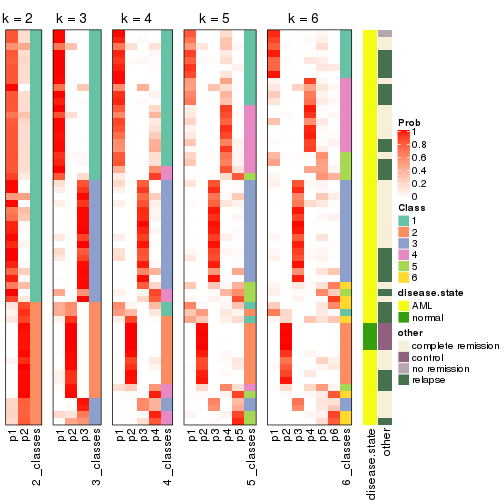 k = 2 k = 3 k = 4 k = 5 k = 6
Prob
1
0.8
0.6
0.4
0.2
0
Class
1
2
3
4
5
6
disease.state
AML
normal
other
complete remission
control
no remission
relapse
p1 p2 2_classes p1 p2 p3 3_classes p1 p2 p3 p4 4_classes p1 p2 p3 p4 p5 5_classes p1 p2 p3 p4 p5 p6 6_classes disease.state other